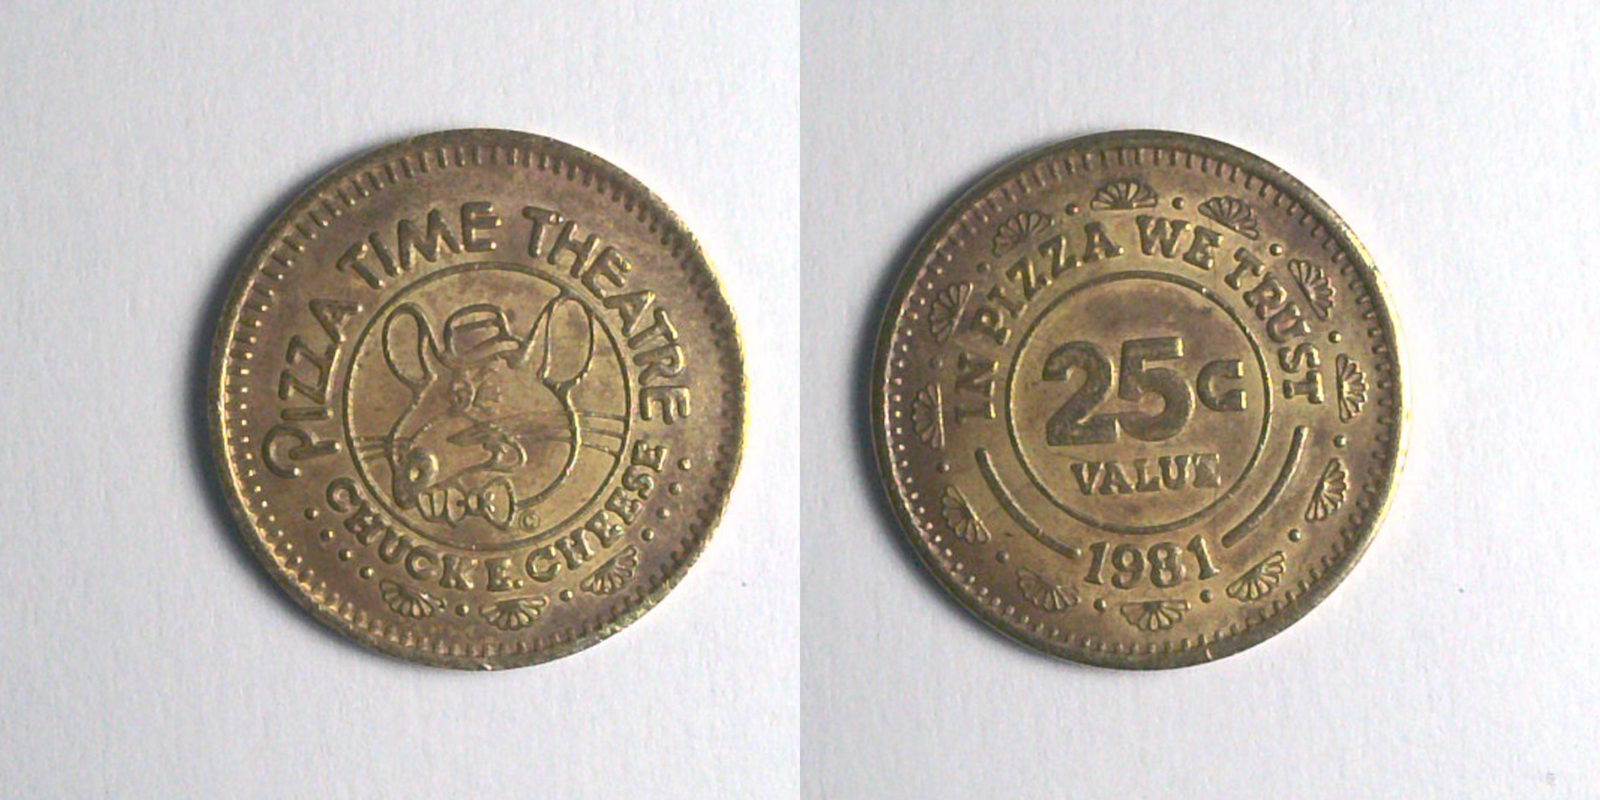 PIZZA TIME THEATRE
CHUCK E. CHEESE
©
IN PIZZA WE TRUST
25¢
VALUE
1981